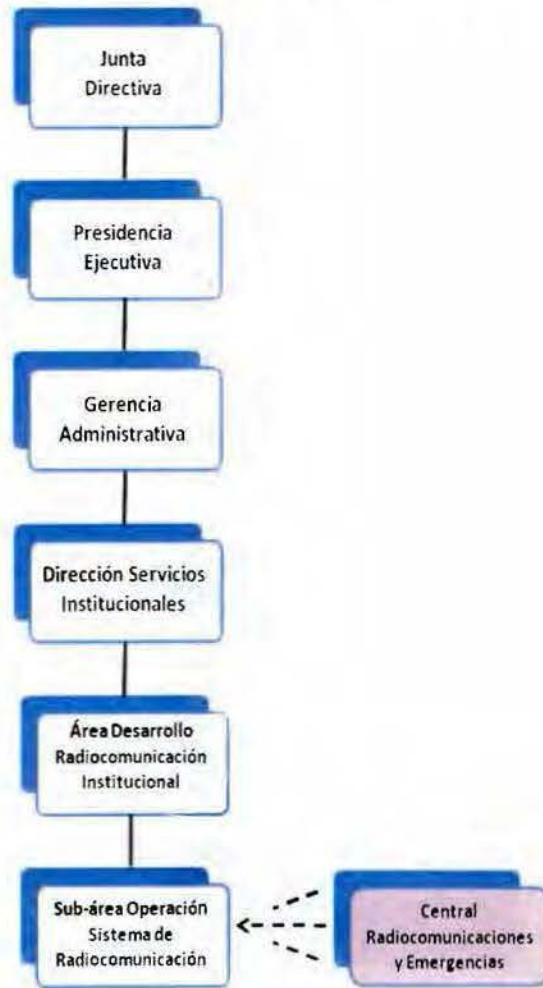 Junta
Directiva
Presidencia
Ejecutiva
Gerencia
Administrativa
Dirección Servicios
Institucionales
Área Desarrollo
Radiocomunicación
Institucional
Sub-área Operación
Sistema de
Radiocomunicación
Central
Radiocomunicaciones
y Emergencias